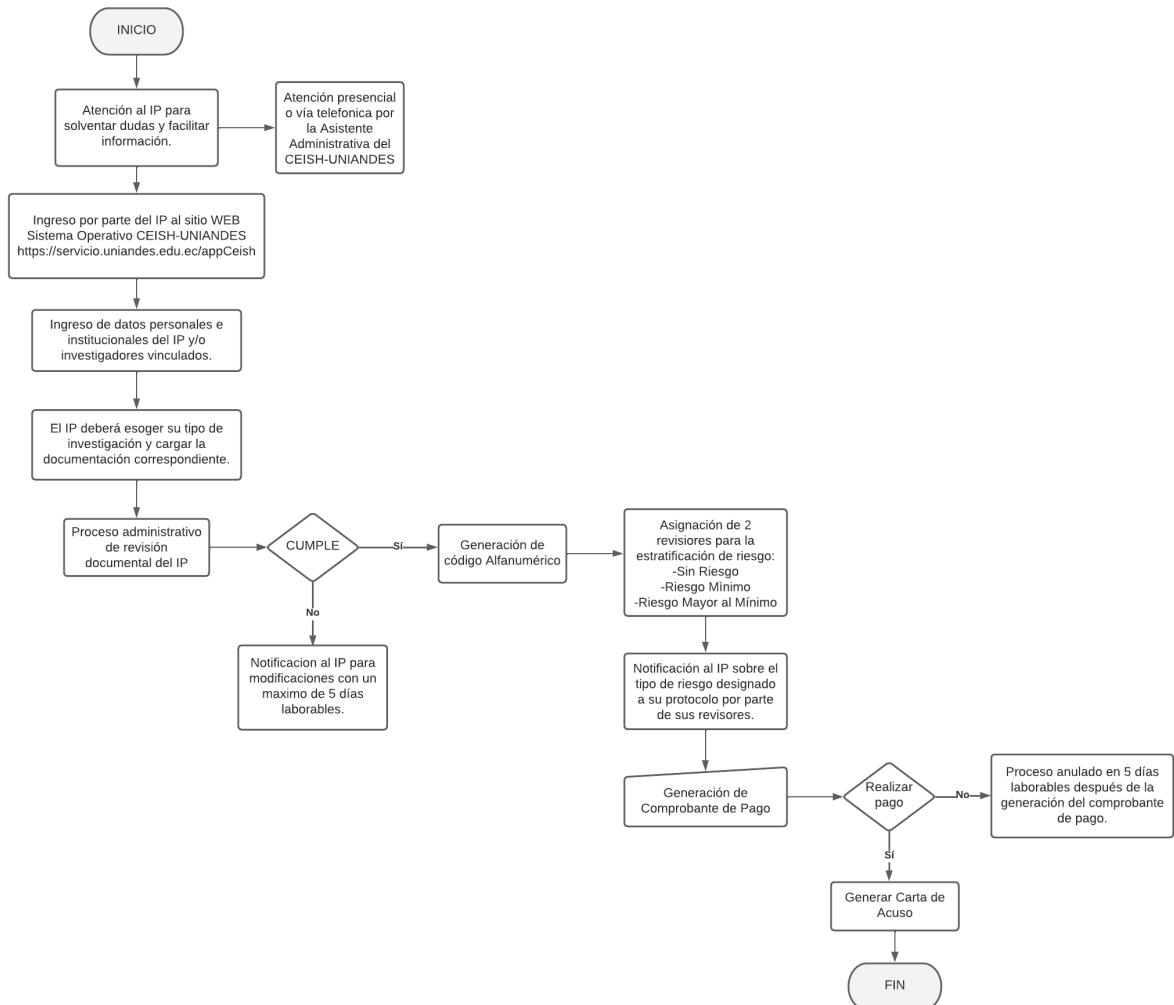 INICIO
Atención al IP para
solventar dudas y facilitar
información.
Atención presencial
o vía telefonica por
la Asistente
Administrativa del
CEISH-UNIANDES
Ingreso por parte del IP al sitio WEB
Sistema Operativo CEISH-UNIANDES
https://servicio.uniandes.edu.ec/appCeish
Ingreso de datos personales e
institucionales del IP y/o
investigadores vinculados.
El IP deberá esoger su tipo de
investigación y cargar la
documentación correspondiente.
Proceso administrativo
de revisión
documental del IP
CUMPLE
Sí
No
Notificacion al IP para
modificaciones con un
maximo de 5 días
laborables.
Generación de
código Alfanumérico
Asignación de 2
revisiores para la
estratificación de riesgo:
-Sin Riesgo
-Riesgo Mìnimo
-Riesgo Mayor al Mínimo
Notificación al IP sobre el
tipo de riesgo designado
a su protocolo por parte
de sus revisores.
Generación de
Comprobante de Pago
Realizar
pago
No
Proceso anulado en 5 días
laborables después de la
generación del comprobante
de pago.
Sí
Generar Carta de
Acuso
FIN